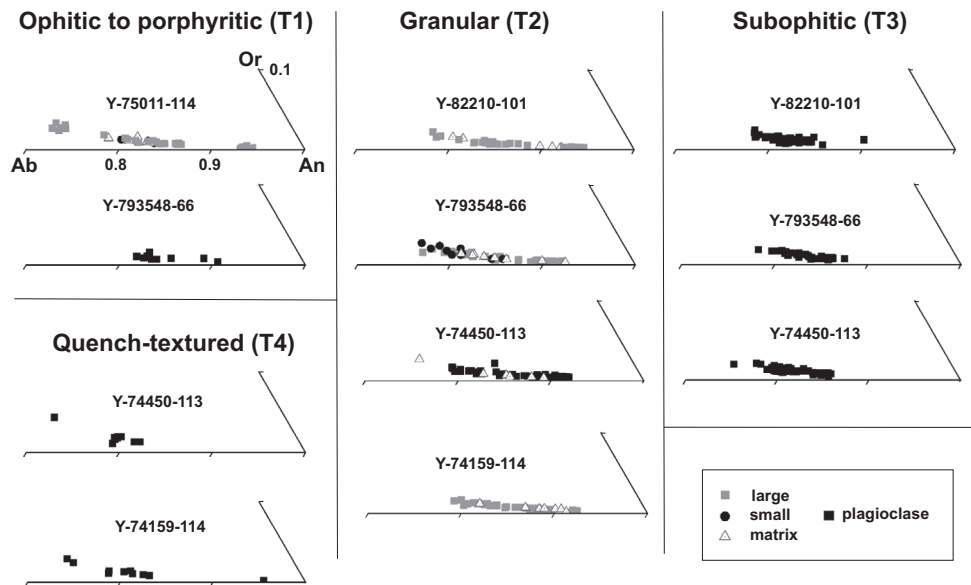 Ophitic to porphyritic (T1)
Or
0.1
Y-75011-114
Ab
0.8
0.9
An
Y-793548-66
Quench-textured (T4)
Y-74450-113
Y-74159-114
Granular (T2)
Y-82210-101
Y-793548-66
Y-74450-113
Y-74159-114
Subophitic (T3)
Y-82210-101
Y-793548-66
Y-74450-113
large
small
matrix
plagioclase